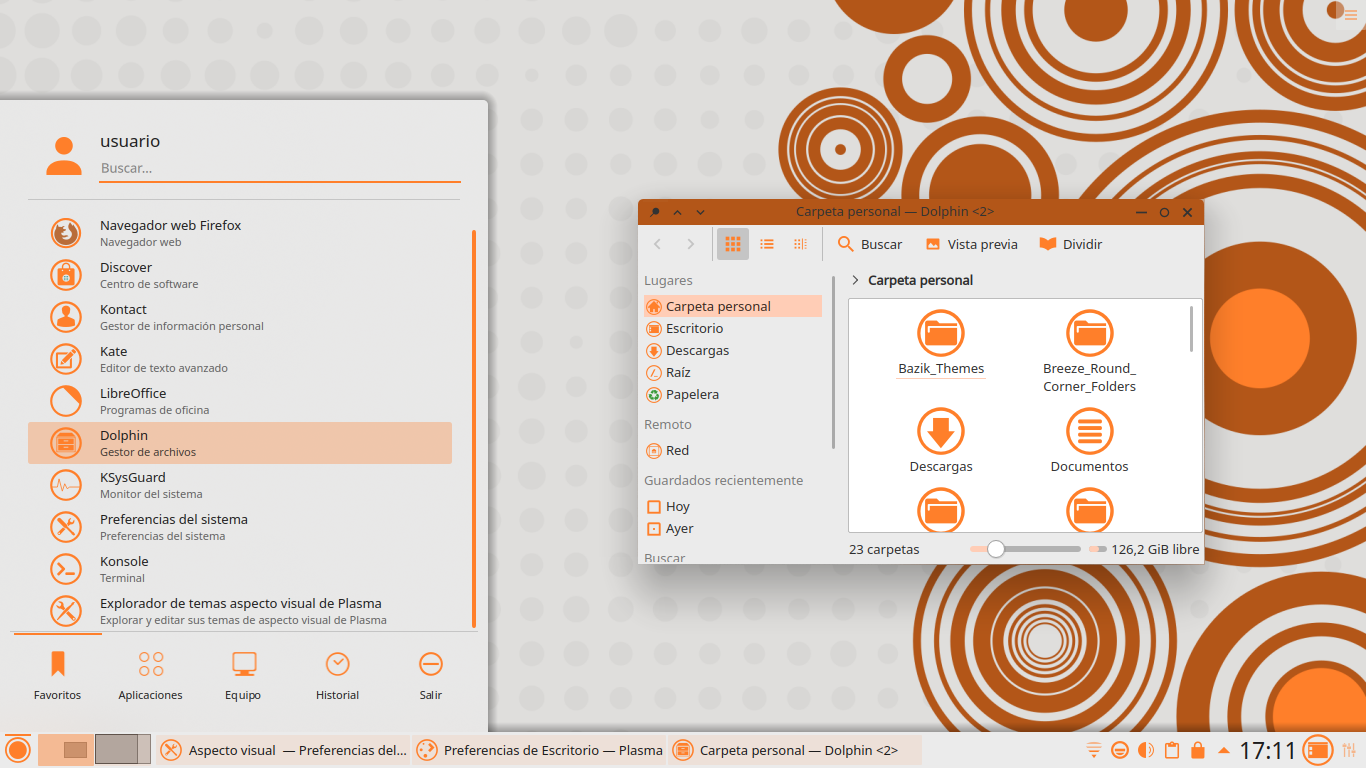 usuario
Buscar...
Navegador web Firefox
Navegador web
Discover
Centro de software
Kontact
Gestor de información personal
Kate
Editor de texto avanzado
LibreOffice
Programas de oficina
Dolphin
Gestor de archivos
KSysGuard
Monitor del sistema
Preferencias del sistema
Preferencias del sistema
Konsole
Terminal
Explorador de temas aspecto visual de Plasma
Explorar y editar sus temas de aspecto visual de Plasma
Favoritos Aplicaciones Equipo Historial Salir
Carpeta personal — Dolphin <2>
Buscar Vista previa Dividir
Lugares
Carpeta personal
Escritorio
Descargas
Raíz
Papelera
Remoto
Red
Guardados recientemente
Hoy
Ayer
Buscar
Carpeta personal
Bazik_Themes
Breeze_Round_
Corner_Folders
Descargas
Documentos
23 carpetas 126,2 GiB libre
Aspecto visual — Preferencias del... Preferencias de Escritorio — Plasma Carpeta personal — Dolphin <2> 17:11